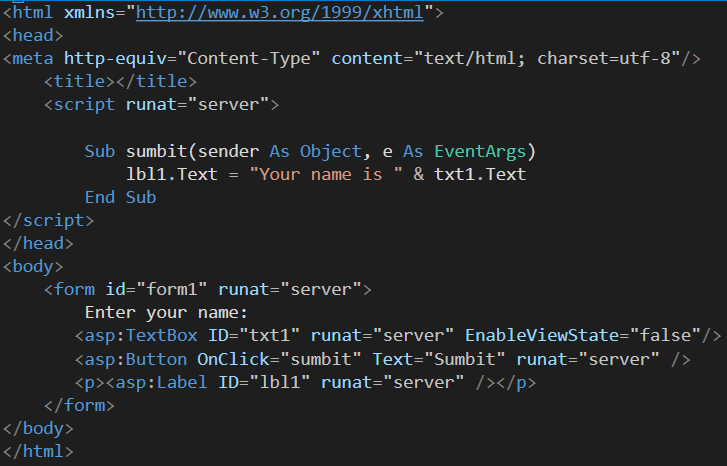 <html xmlns="http://www.w3.org/1999/xhtml">
<head>
<meta http-equiv="Content-Type" content="text/html; charset=utf-8"/>
    <title></title>
    <script runat="server">

        Sub sumbit(sender As Object, e As EventArgs)
            lbl1.Text = "Your name is " & txt1.Text
        End Sub
</script>
</head>
<body>
    <form id="form1" runat="server">
        Enter your name:
       <asp:TextBox ID="txt1" runat="server" EnableViewState="false"/>
       <asp:Button OnClick="sumbit" Text="Sumbit" runat="server" />
       <p><asp:Label ID="lbl1" runat="server" /></p>
    </form>
</body>
</html>